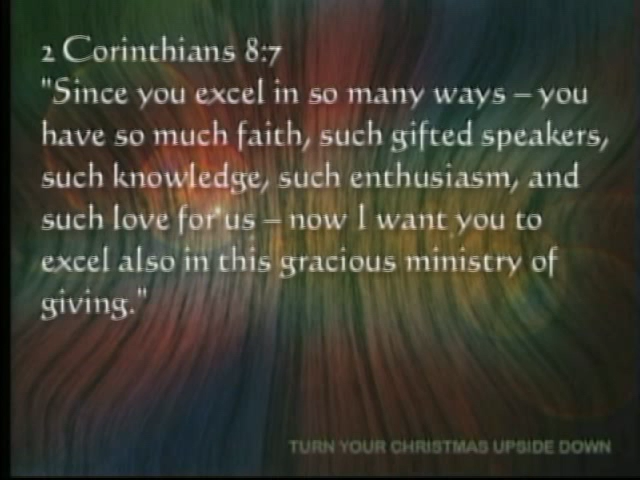 2 Corinthians 8:7
"Since you excel in so many ways – you
have so much faith, such gifted speakers,
such knowledge, such enthusiasm, and
such love for us – now I want you to
excel also in this gracious ministry of
giving."
TURN YOUR CHRISTMAS UPSIDE DOWN